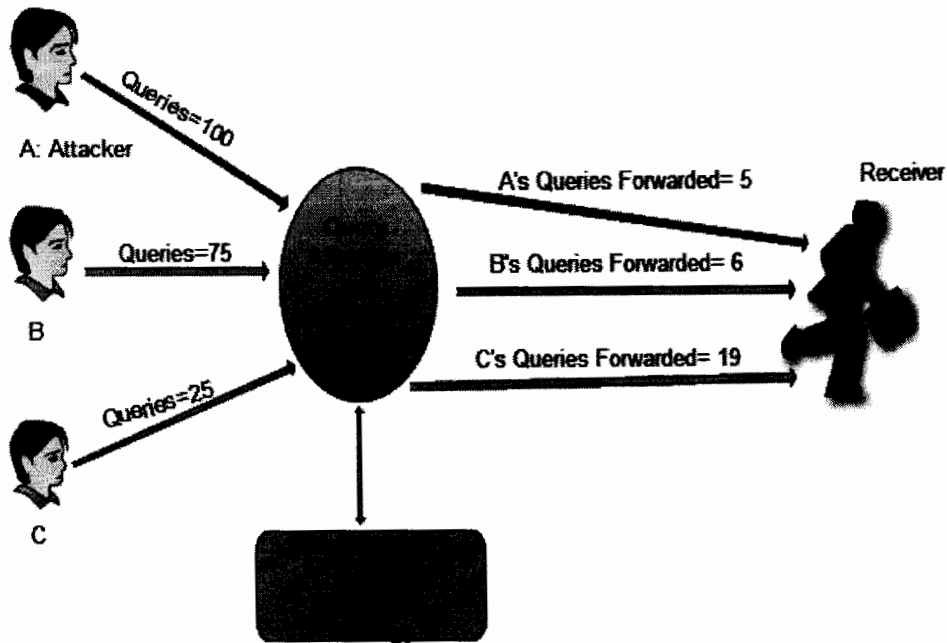 Queries=100
A: Attacker
A's Queries Forwarded= 5
Receiver
Queries=75
B's Queries Forwarded= 6
B
C's Queries Forwarded= 19
Queries=25
C